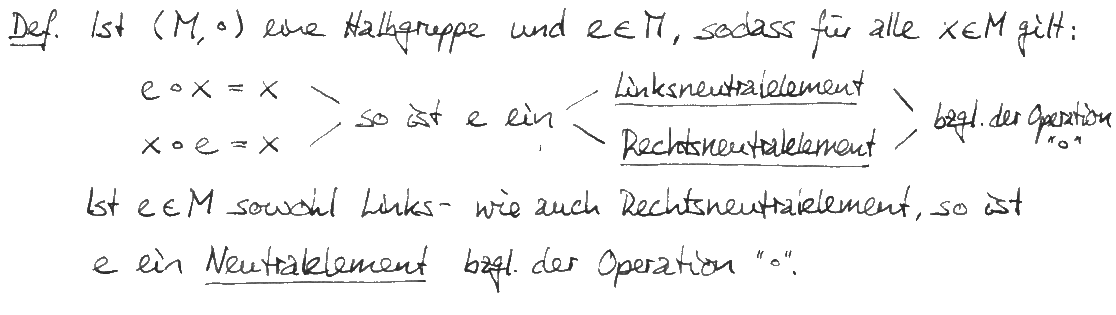 Def. Ist (M, ∘) eine Halbgruppe und e∈M, sodass für alle x∈M gilt:
e ∘ x = x Linksneutralelement
so ist e ein bzgl. der Operation "∘"
x ∘ e = x Rechtsneutralelement
Ist e∈M sowohl Links- wie auch Rechtsneutralelement, so ist
e ein Neutralelement bzgl. der Operation "∘".